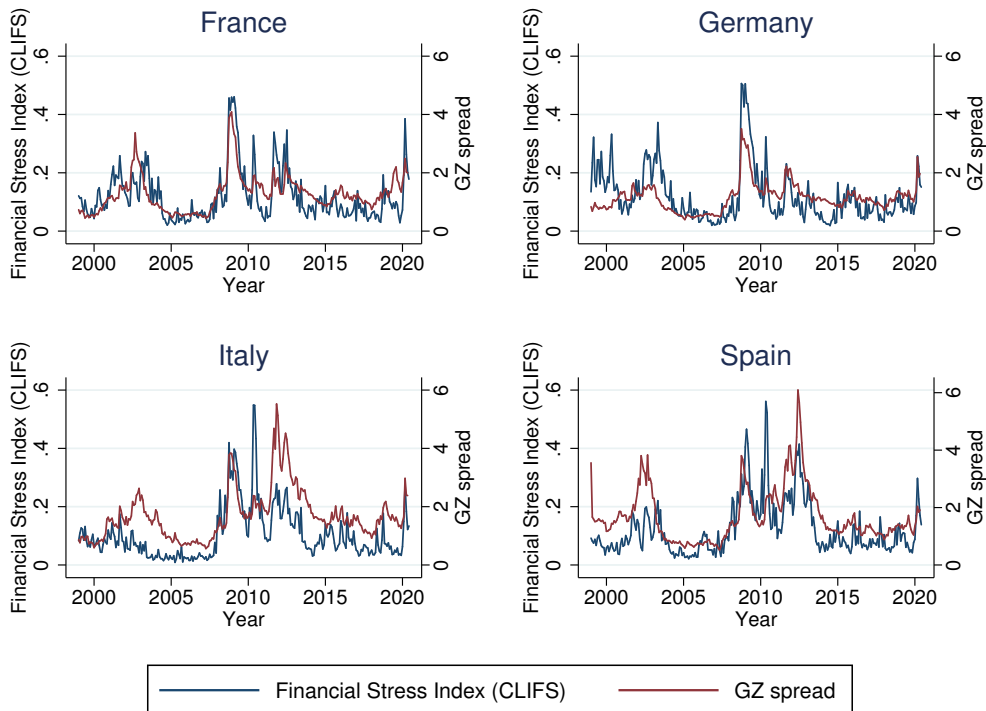 France
Financial Stress Index (CLIFS)
0 .2 .4 .6
0 2 4 6
GZ spread
2000 2005 2010 2015 2020
Year
Germany
Financial Stress Index (CLIFS)
0 .2 .4 .6
0 2 4 6
GZ spread
2000 2005 2010 2015 2020
Year
Italy
Financial Stress Index (CLIFS)
0 .2 .4 .6
0 2 4 6
GZ spread
2000 2005 2010 2015 2020
Year
Spain
Financial Stress Index (CLIFS)
0 .2 .4 .6
0 2 4 6
GZ spread
2000 2005 2010 2015 2020
Year
Financial Stress Index (CLIFS) GZ spread